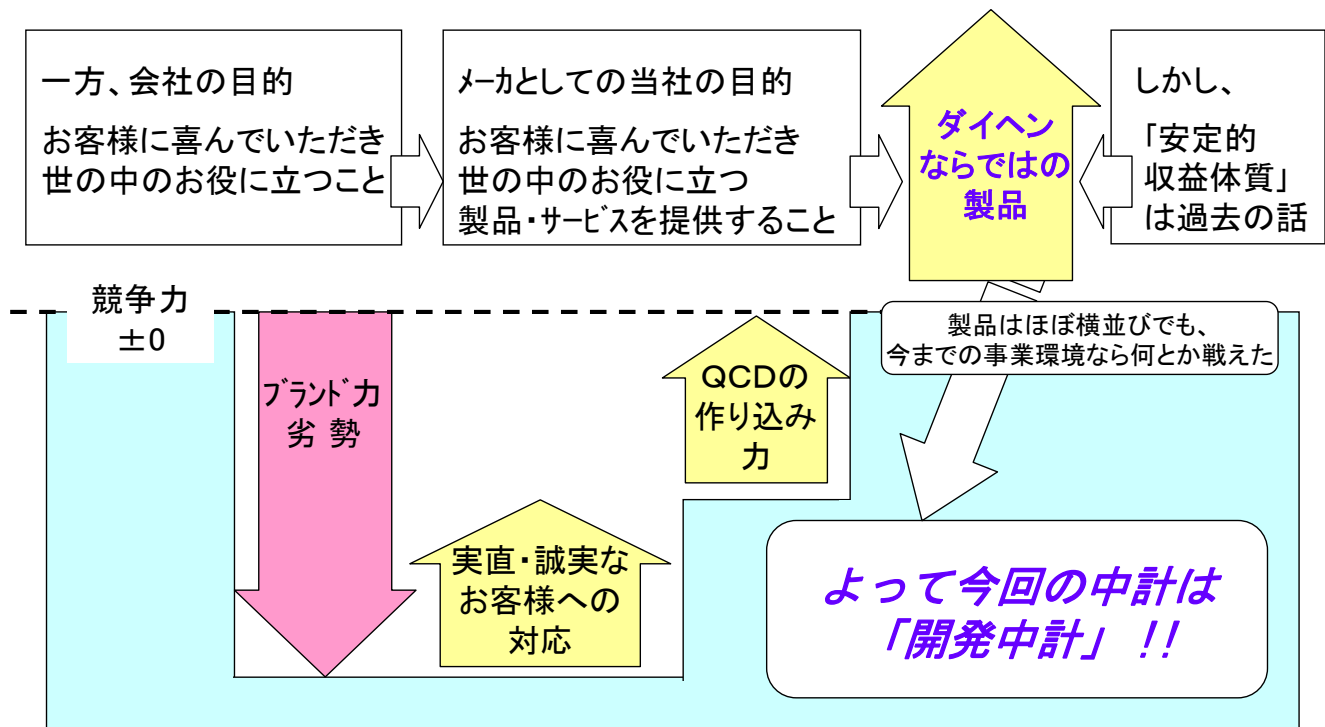 一方、会社の目的
お客様に喜んでいただき
世の中のお役に立つこと
ﾒｰｶとしての当社の目的
お客様に喜んでいただき
世の中のお役に立つ
製品・ｻｰﾋﾞｽを提供すること
ダイヘン
ならではの
製品
しかし、
「安定的
収益体質」
は過去の話
競争力
±0
ﾌﾞﾗﾝﾄﾞ力
劣 勢
実直・誠実な
お客様への
対応
QCDの
作り込み
力
製品はほぼ横並びでも、
今までの事業環境なら何とか戦えた
よって今回の中計は
「開発中計」!!